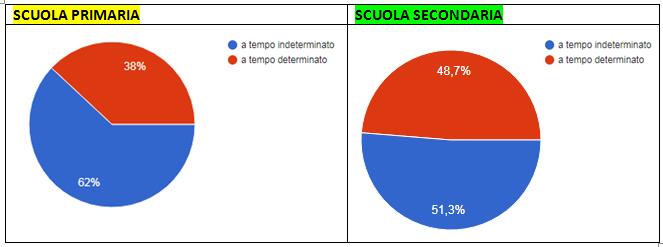 SCUOLA PRIMARIA
a tempo indeterminato
a tempo determinato
38%
62%
SCUOLA SECONDARIA
a tempo indeterminato
a tempo determinato
48,7%
51,3%